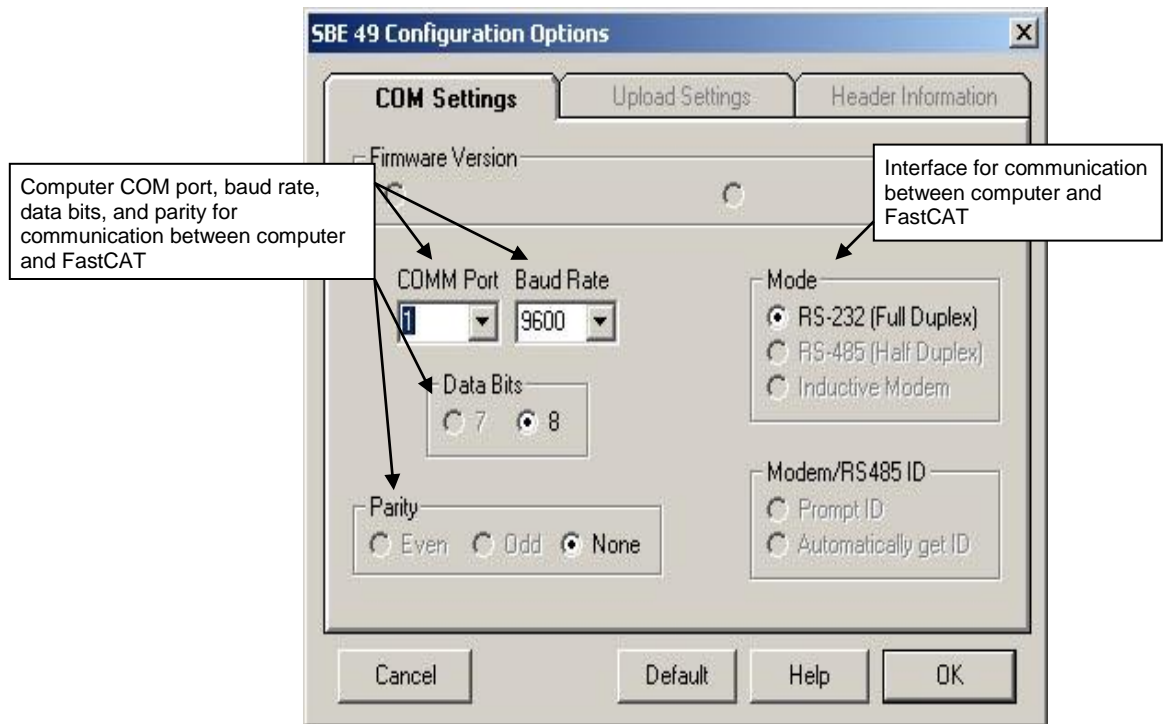 SBE 49 Configuration Options
COM Settings
Upload Settings
Header Information
Firmware Version
Computer COM port, baud rate,
data bits, and parity for
communication between computer
and FastCAT
Interface for communication
between computer and
FastCAT
COMM Port Baud Rate
1 9600
Data Bits
7 8
Parity
Even Odd None
Mode
RS-232 (Full Duplex)
RS-485 (Half Duplex)
Inductive Modem
Modem/RS485 ID
Prompt ID
Automatically get ID
Cancel Default Help OK